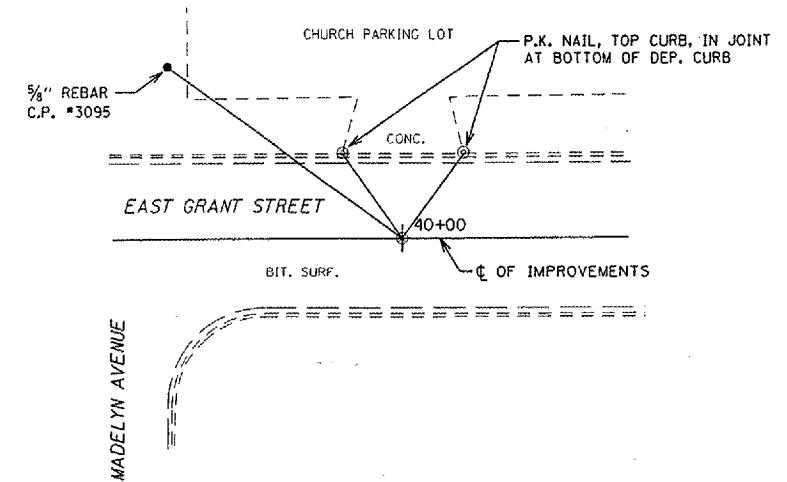 CHURCH PARKING LOT
P.K. NAIL, TOP CURB, IN JOINT
AT BOTTOM OF DEP. CURB
5/8" REBAR
C.P. #3095
CONC.
EAST GRANT STREET
40+00
BIT. SURF.
℄ OF IMPROVEMENTS
MADELYN AVENUE